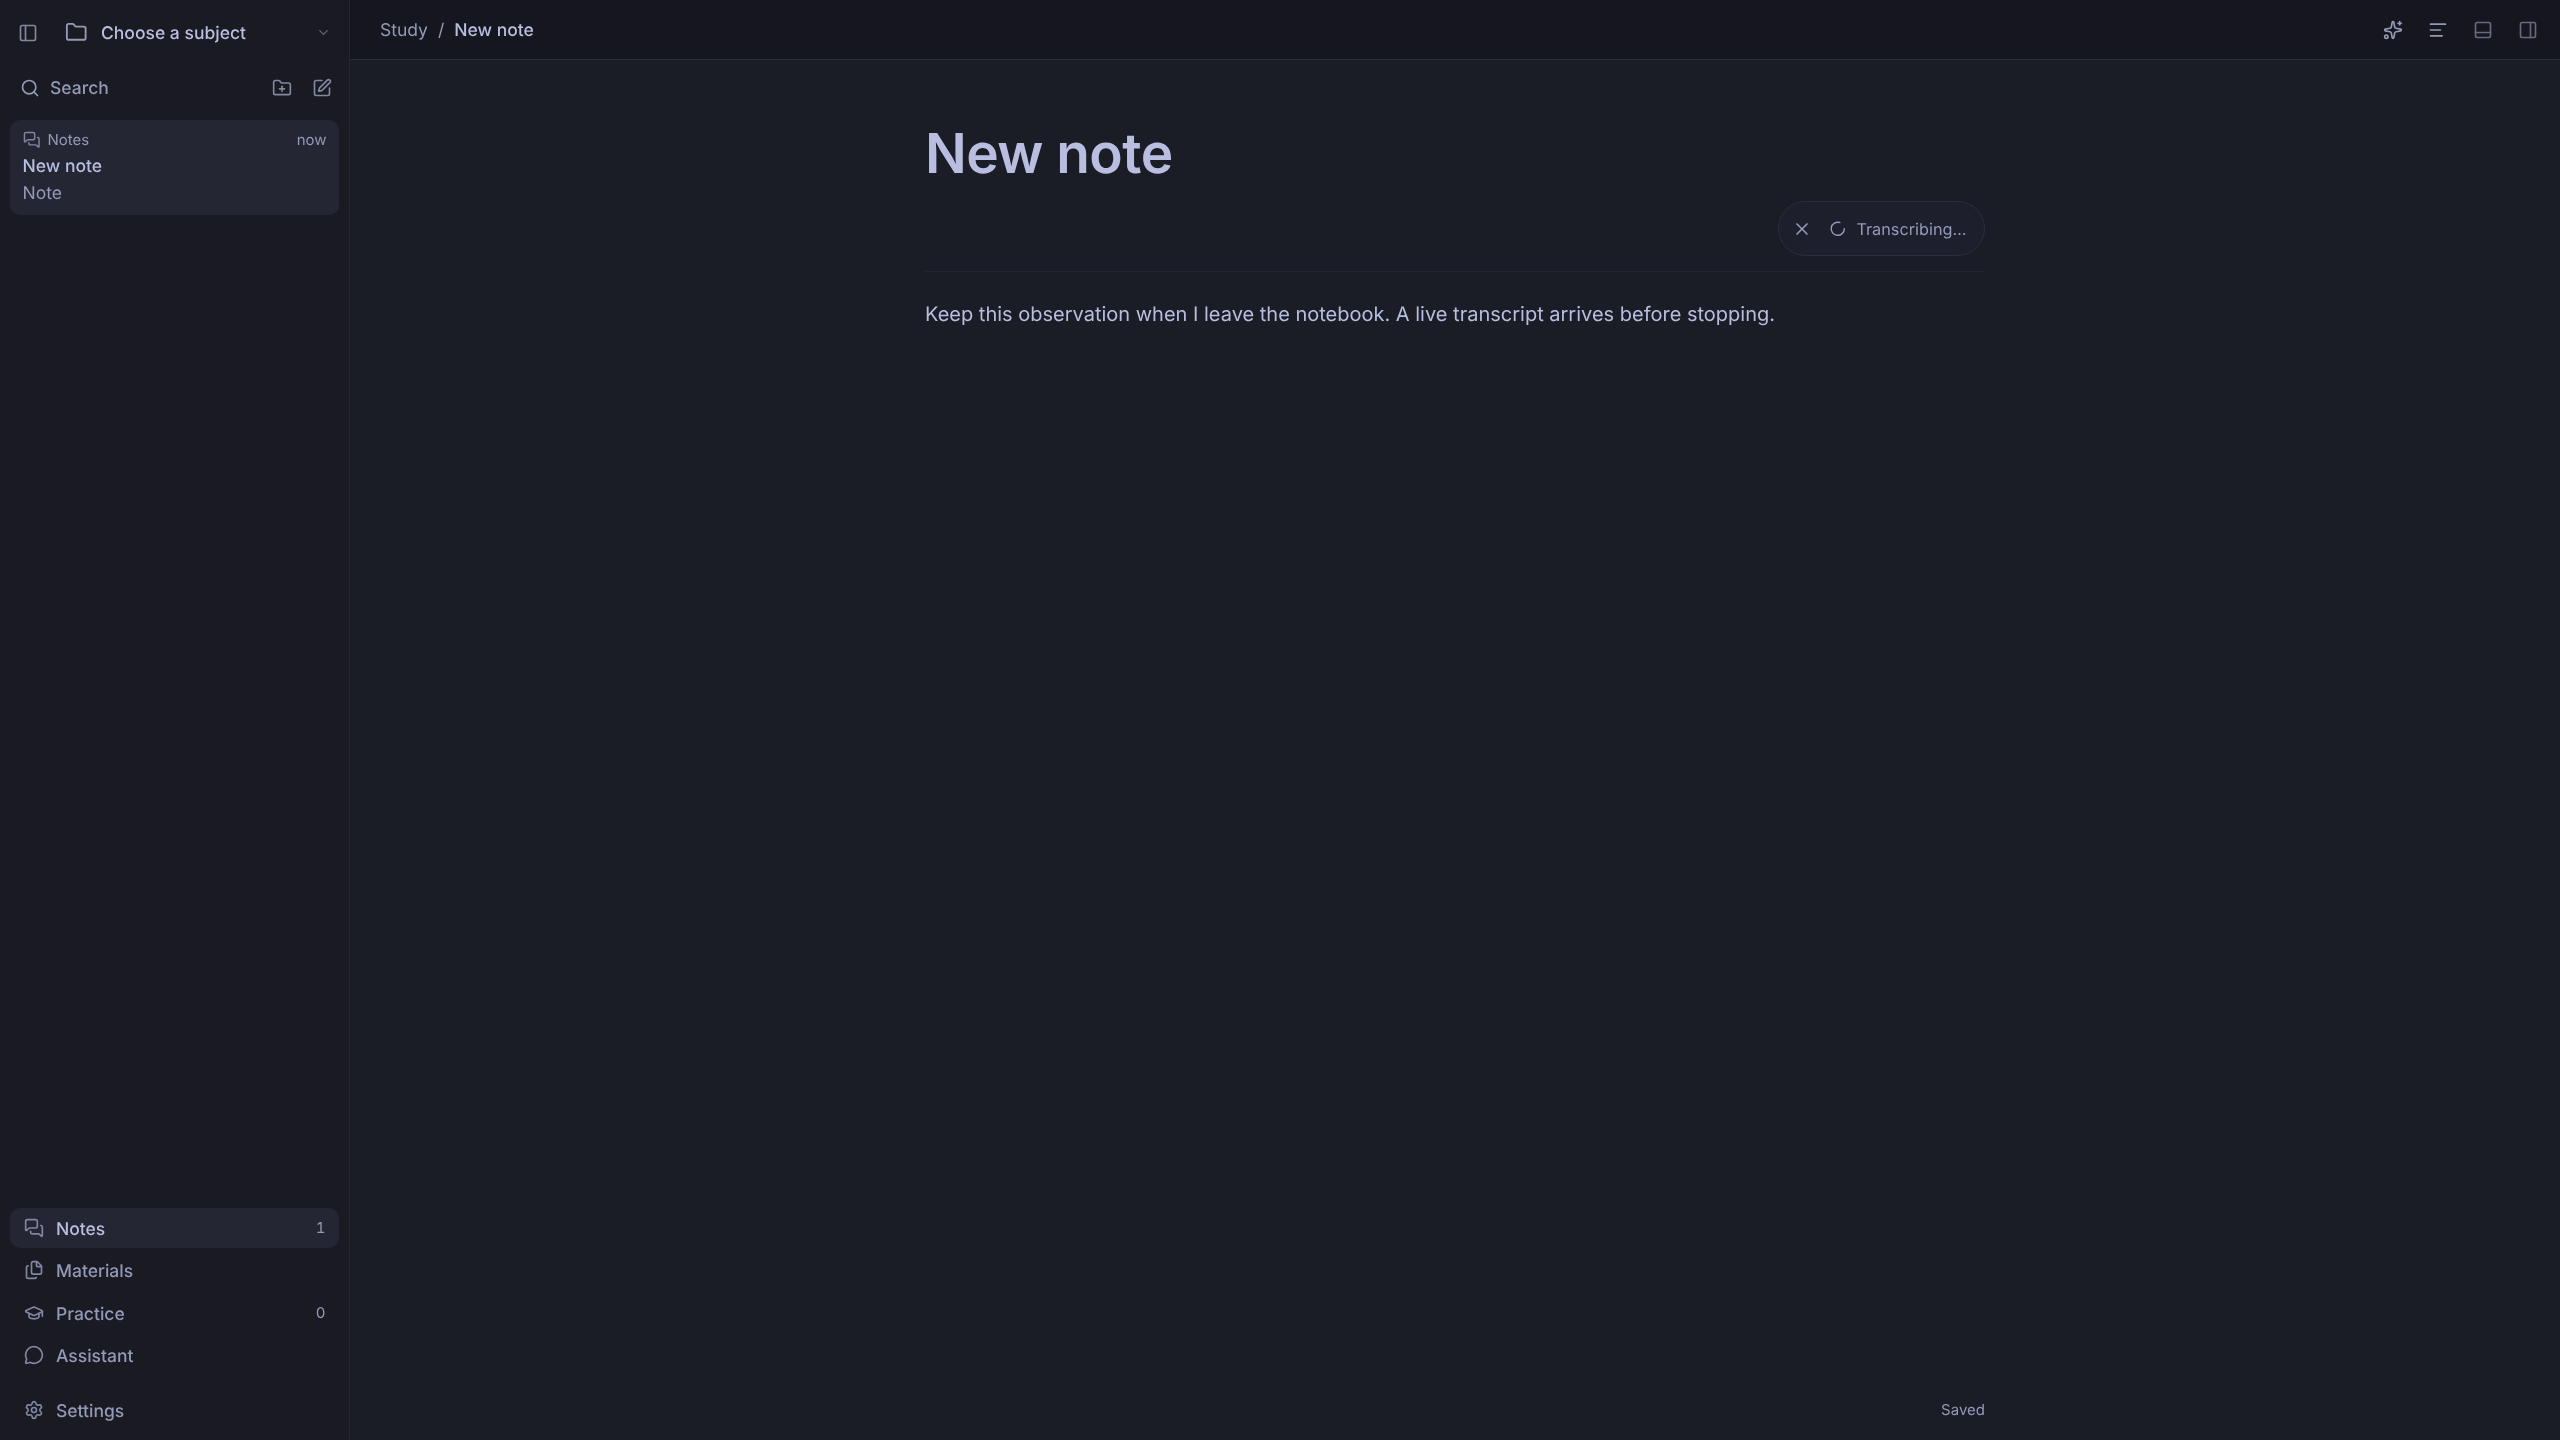 Choose a subject
Search
Notes now
New note
Note
Notes 1
Materials
Practice 0
Assistant
Settings
Study / New note
New note
Transcribing...
Keep this observation when I leave the notebook. A live transcript arrives before stopping.
Saved